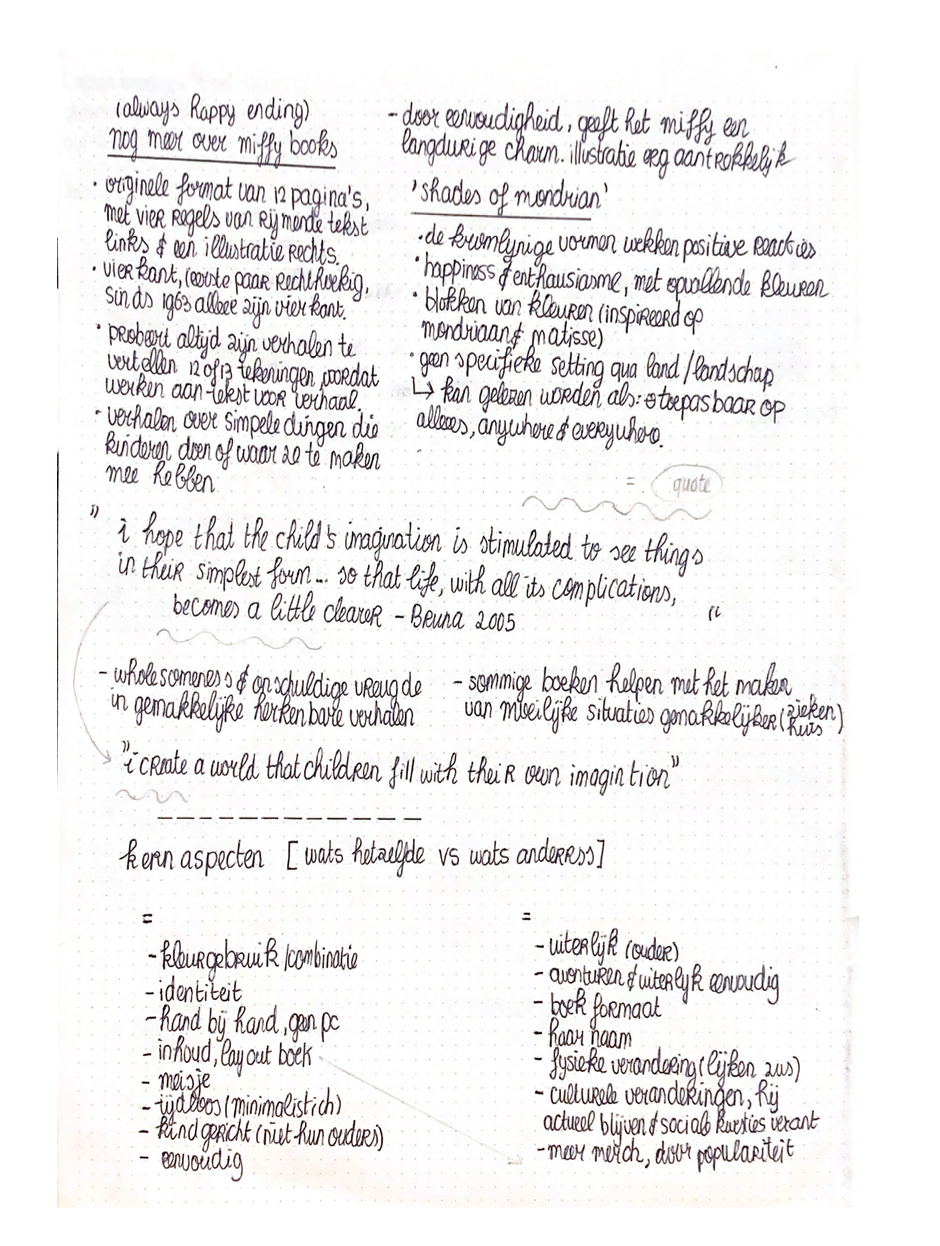 (always happy ending)
nog meer over miffy books
• originele format van 12 pagina's,
met vier regels van rijmende tekst
links & een illustratie rechts.
• vierkant, (eerste paar rechthoekig,
sinds 1963 alleen zijn vierkant.
• probeert altijd zijn verhalen te
vertellen 12 of 13 tekeningen, voordat
werken aan tekst voor verhaal.
• verhalen over simpele dingen die
kinderen doen of waar ze te maken
mee hebben
- door eenvoudigheid, geeft het miffy een
langdurige charm. illustratie erg aantrokkelijk
'shades of mondrian'
• de kromlijnige vormen wekken positieve reacties
• happiness & enthausiasme, met opvallende kleuren
• blokken van kleuren (inspireerd op
mondriaan & matisse)
• geen specifieke setting qua land/landschap
↳ kan gelezen worden als: toepasbaar op
alleess, anywhere & everywhere.
= quote
" i hope that the child's imagination is stimulated to see things
in their simplest form... so that life, with all its complications,
becomes a little clearer - Bruna 2005 "
- wholesomeness & onschuldige vreugde
in gemakkelijke herkenbare verhalen
- sommige boeken helpen met het maken
van moeilijke situaties gemakkelijker (zieken
huis)
"i create a world that children fill with their own imagintion"
kern aspecten [wats hetzelfde vs wats anderss]
=
- kleurgebruik/combinatie
- identiteit
- hand bij hand, geen pc
- inhoud, layout boek
- meisje
- tijdloos (minimalistich)
- kind gericht (niet hun ouders)
- eenvoudig
=
- uiterlijk (ouder)
- avonturen & uiterlijk eenvoudig
- boek formaat
- haar naam
- fysieke verandering (lijken zus)
- culturele veranderingen, hij
actueel blijven & sociale kwesties verant
- meer merch, door populariteit